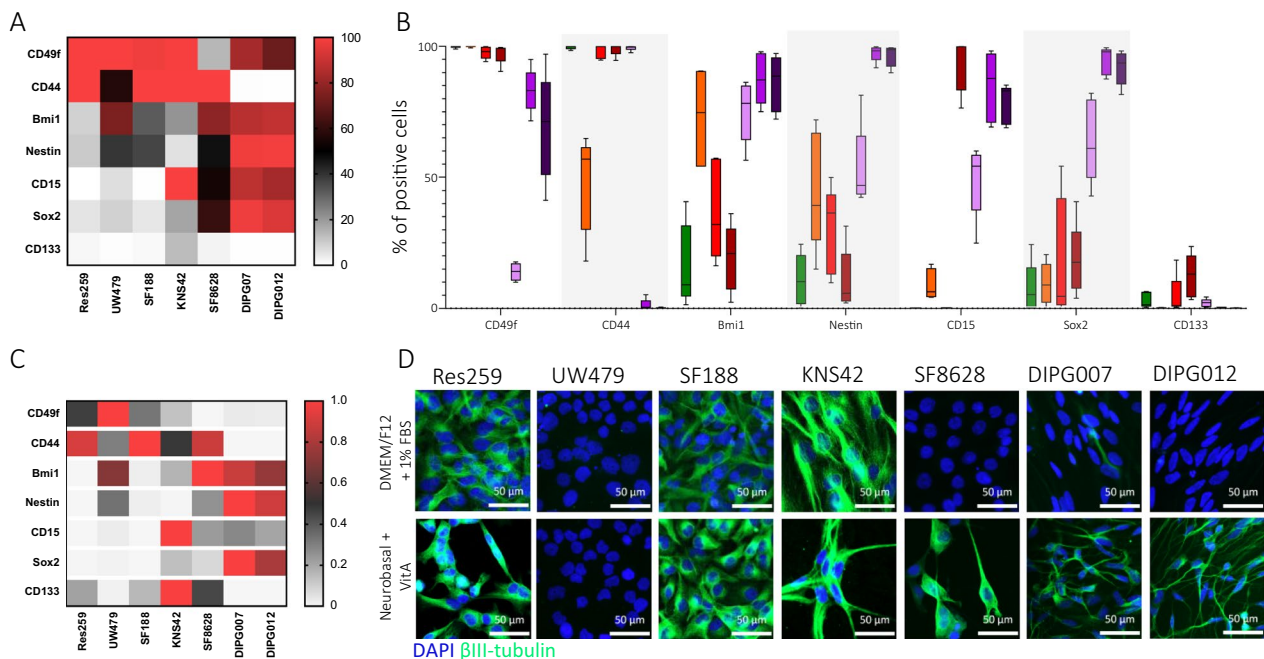 A
CD49f
CD44
Bmi1
Nestin
CD15
Sox2
CD133
Res259
UW479
SF188
KNS42
SF8628
DIPG007
DIPG012
100
80
60
40
20
0
B
% of positive cells
100
50
0
CD49f
CD44
Bmi1
Nestin
CD15
Sox2
CD133
C
CD49f
CD44
Bmi1
Nestin
CD15
Sox2
CD133
Res259
UW479
SF188
KNS42
SF8628
DIPG007
DIPG012
1.0
0.8
0.6
0.4
0.2
0
D
Res259 UW479 SF188 KNS42 SF8628 DIPG007 DIPG012
DMEM/F12
+ 1% FBS
50 µm 50 µm 50 µm 50 µm 50 µm 50 µm 50 µm
Neurobasal +
VitA
50 µm 50 µm 50 µm 50 µm 50 µm 50 µm 50 µm
DAPI βIII-tubulin